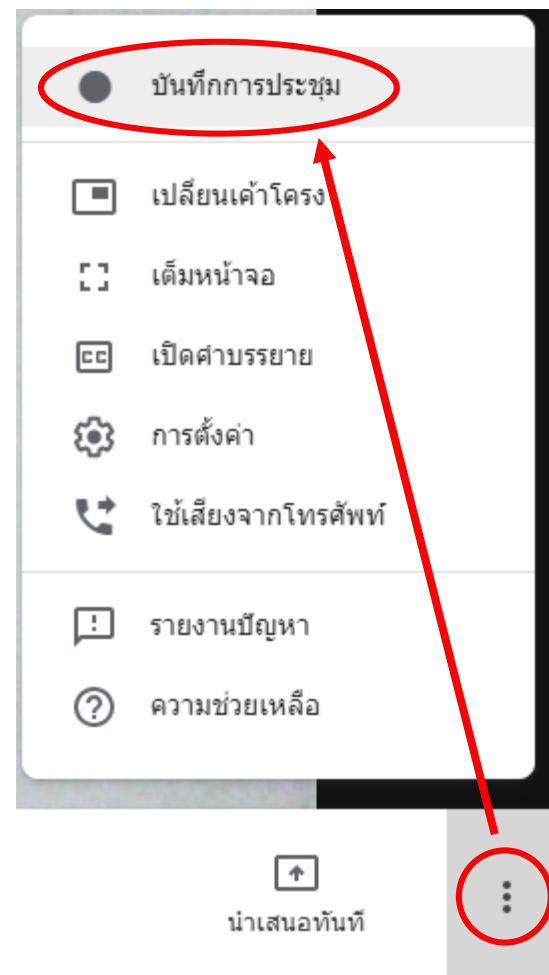 บันทึกการประชุม
เปลี่ยนเค้าโครง
เต็มหน้าจอ
CC เปิดคำบรรยาย
การตั้งค่า
ใช้เสียงจากโทรศัพท์
รายงานปัญหา
ความช่วยเหลือ
นำเสนอทันที